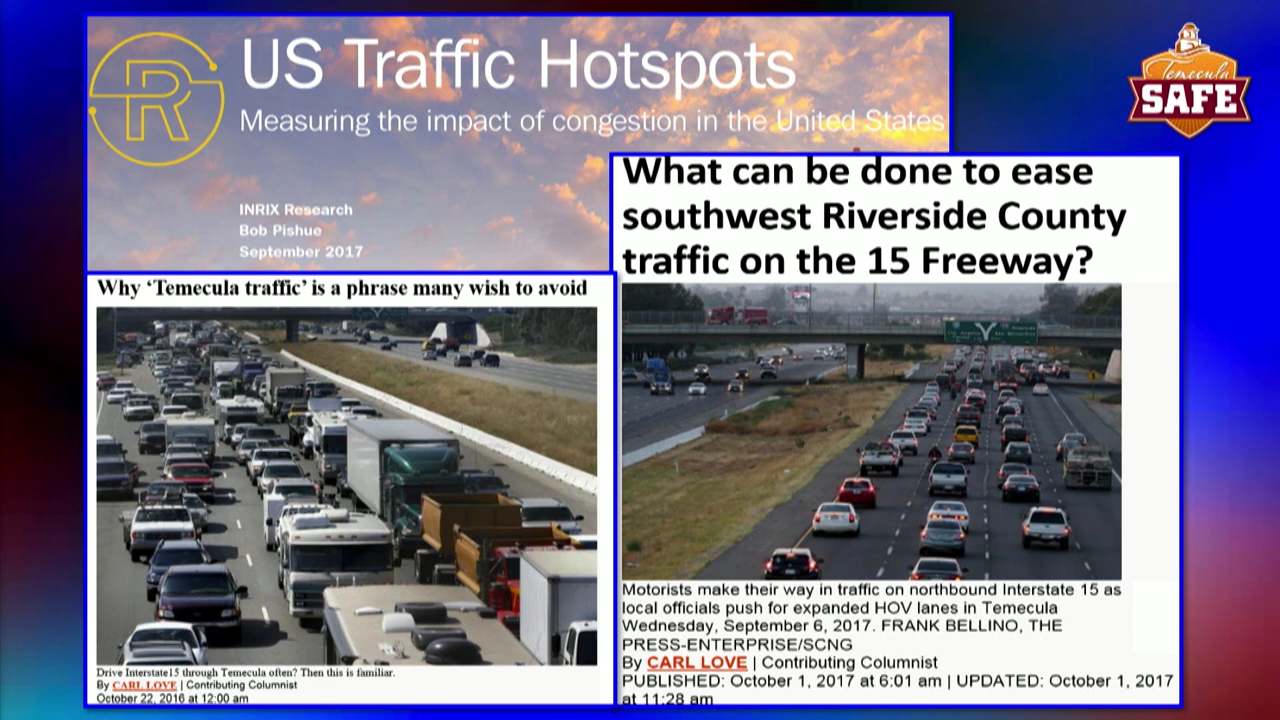 US Traffic Hotspots
Measuring the impact of congestion in the United States
INRIX Research
Bob Pishue
September 2017
Temecula
SAFE
What can be done to ease
southwest Riverside County
traffic on the 15 Freeway?
Motorists make their way in traffic on northbound Interstate 15 as
local officials push for expanded HOV lanes in Temecula
Wednesday, September 6, 2017. FRANK BELLINO, THE
PRESS-ENTERPRISE/SCNG
By CARL LOVE | Contributing Columnist
PUBLISHED: October 1, 2017 at 6:01 am | UPDATED: October 1, 2017
at 11:28 am
Why ‘Temecula traffic’ is a phrase many wish to avoid
Drive Interstate15 through Temecula often? Then this is familiar.
By CARL LOVE | Contributing Columnist
October 22, 2016 at 12:00 am